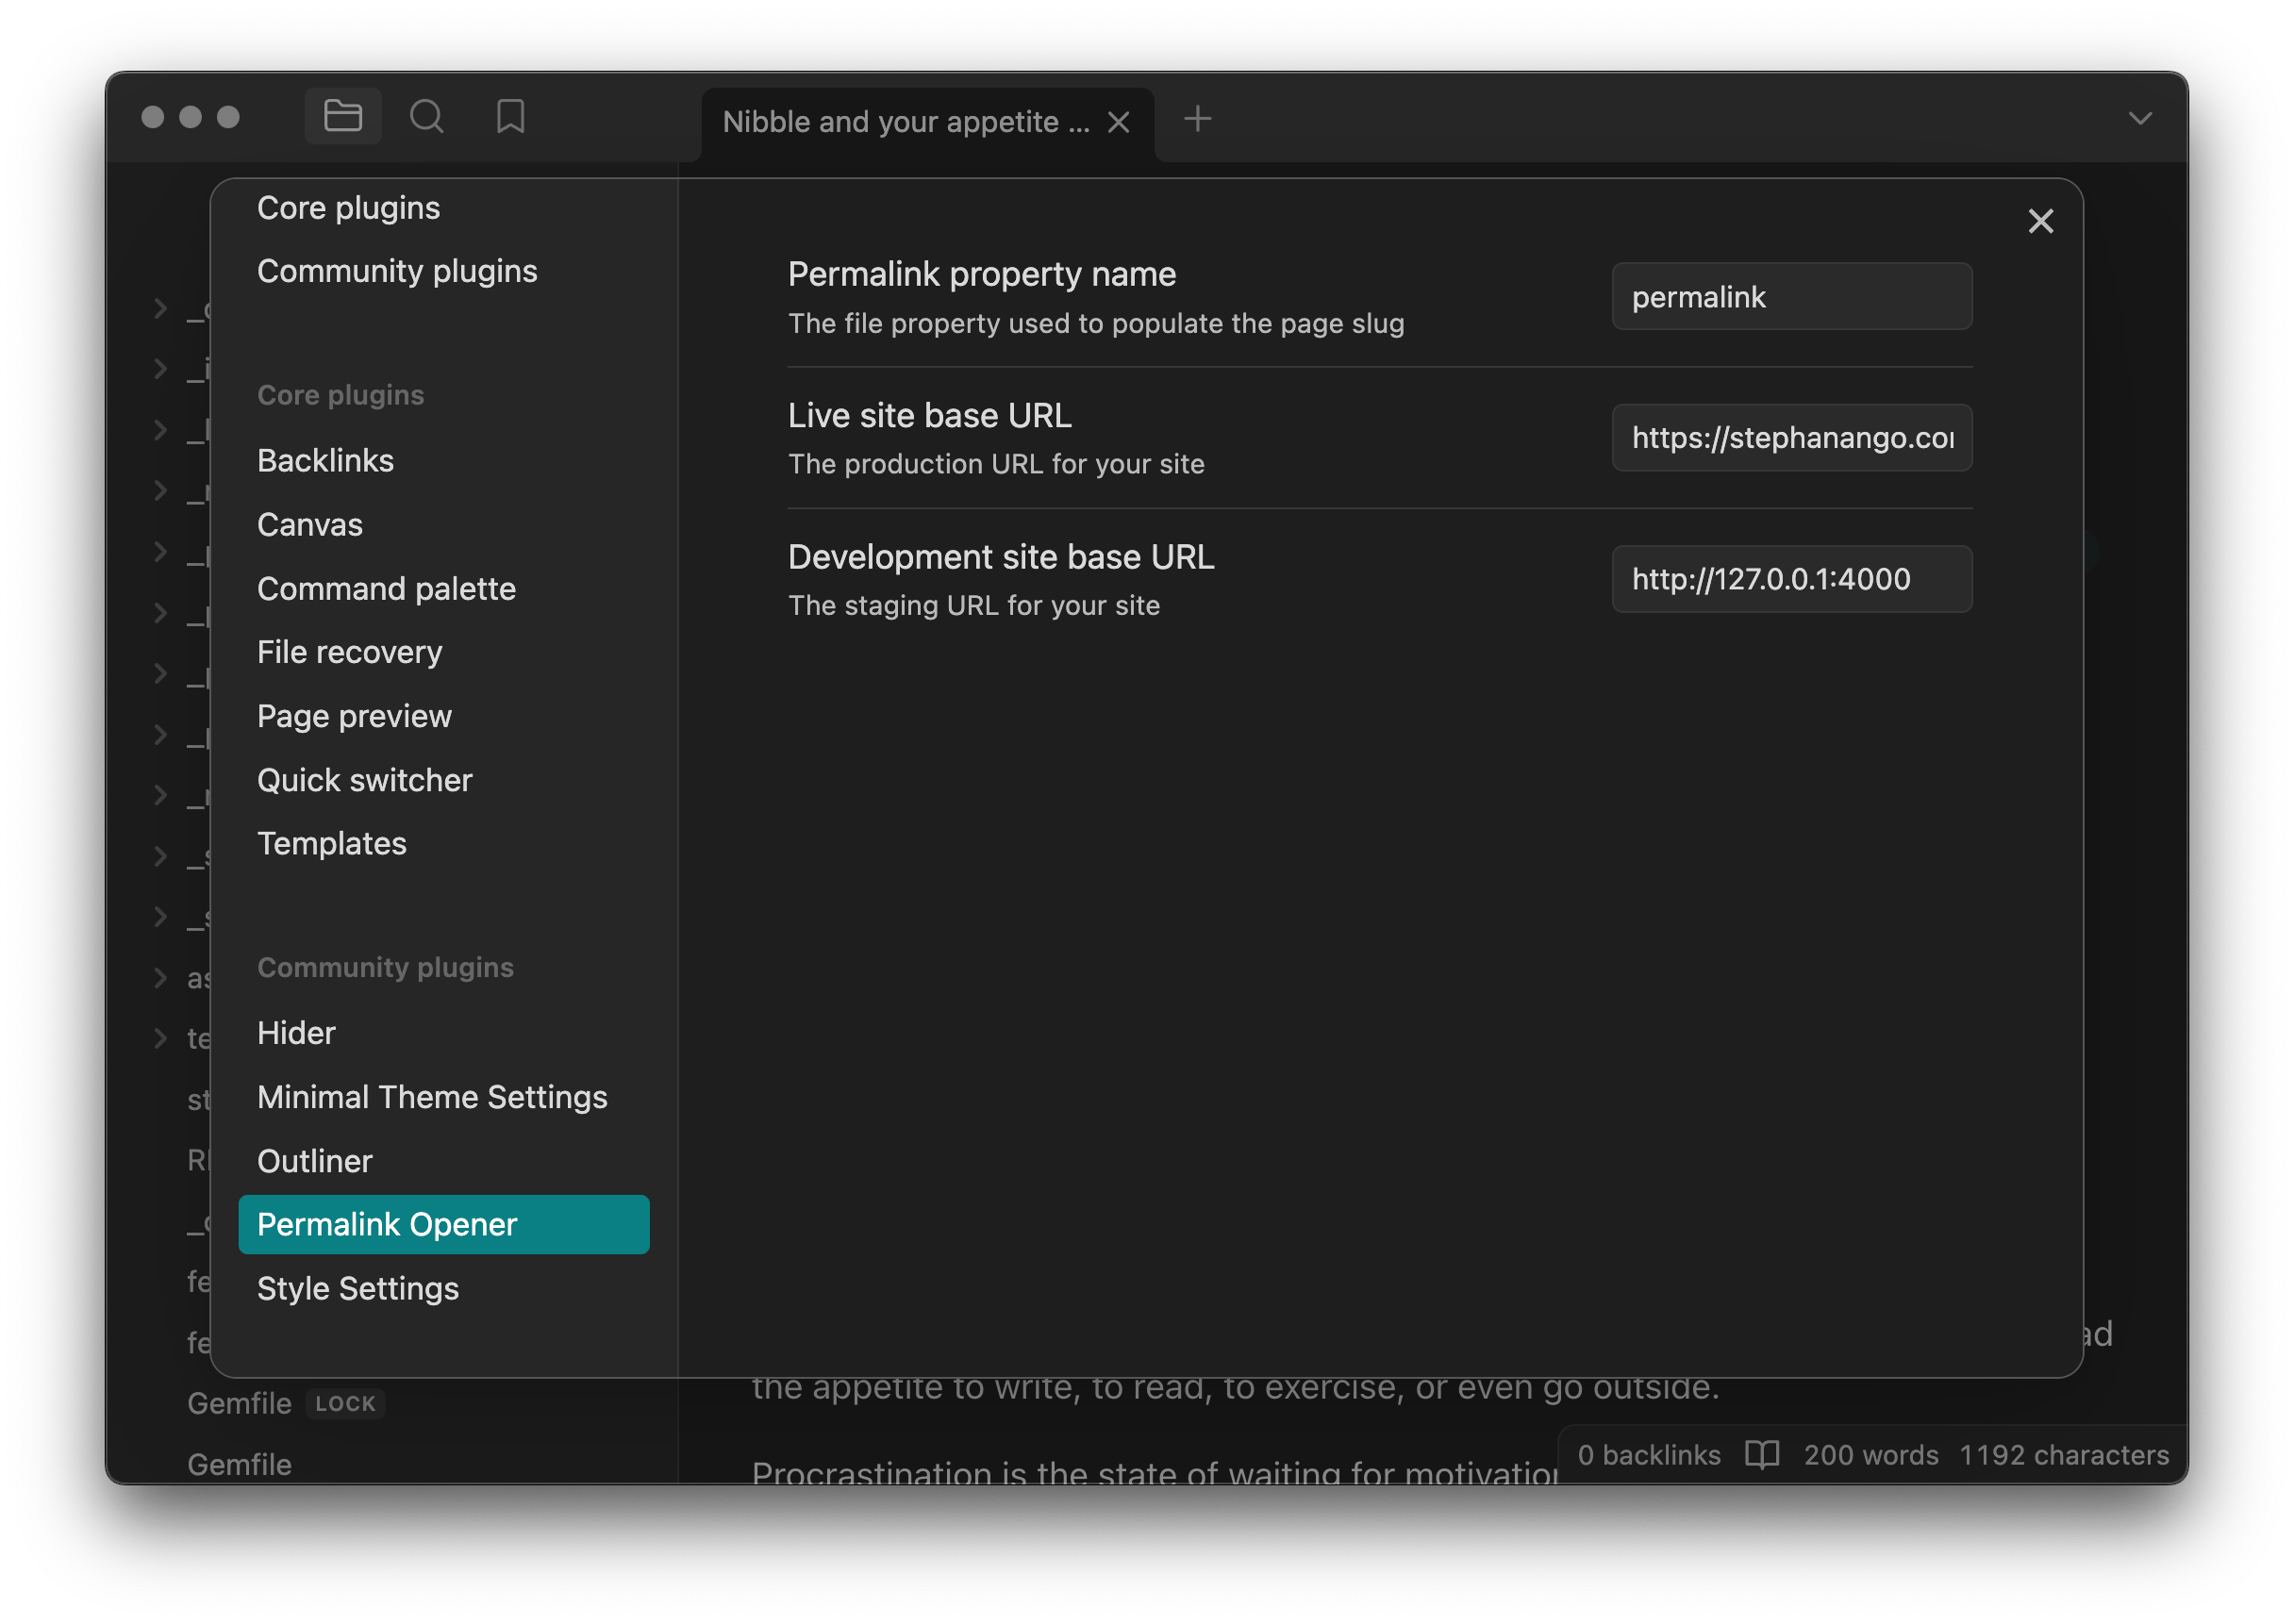 Nibble and your appetite ...
Core plugins
Community plugins
Core plugins
Backlinks
Canvas
Command palette
File recovery
Page preview
Quick switcher
Templates
Community plugins
Hider
Minimal Theme Settings
Outliner
Permalink Opener
Style Settings
Permalink property name
The file property used to populate the page slug
permalink
Live site base URL
The production URL for your site
https://stephanango.co
Development site base URL
The staging URL for your site
http://127.0.0.1:4000
Gemfile LOCK
Gemfile
the appetite to write, to read, to exercise, or even go outside.
Procrastination is the state of waiting for
0 backlinks 200 words 1192 characters